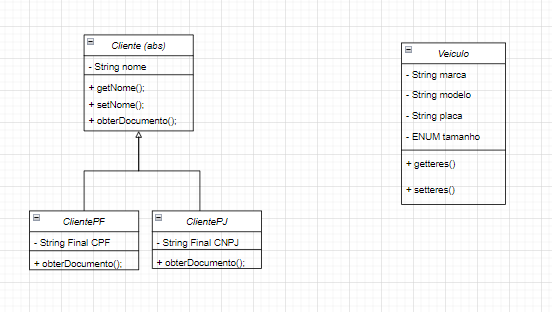 Cliente (abs)
- String nome
+ getNome();
+ setNome();
+ obterDocumento();
ClientePF
- String Final CPF
+ obterDocumento();
ClientePJ
- String Final CNPJ
+ obterDocumento();
Veiculo
- String marca
- String modelo
- String placa
- ENUM tamanho
+ getteres()
+ setteres()